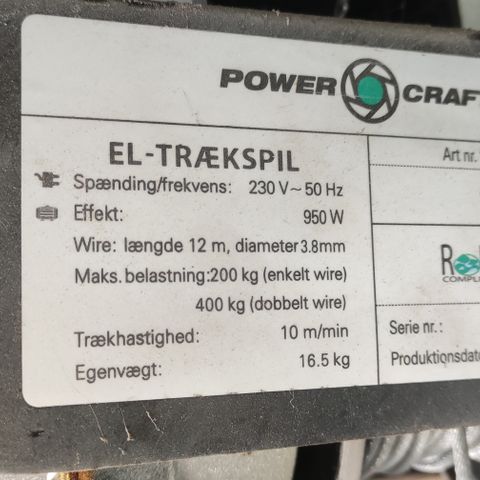 POWER CRAFT
EL-TRÆKSPIL
Spænding/frekvens: 230 V~50 Hz
Effekt: 950 W
Wire: længde 12 m, diameter 3.8mm
Maks. belastning:200 kg (enkelt wire)
400 kg (dobbelt wire)
Trækhastighed: 10 m/min
Egenvægt: 16.5 kg
Art nr.
Serie nr.:
Produktionsdato